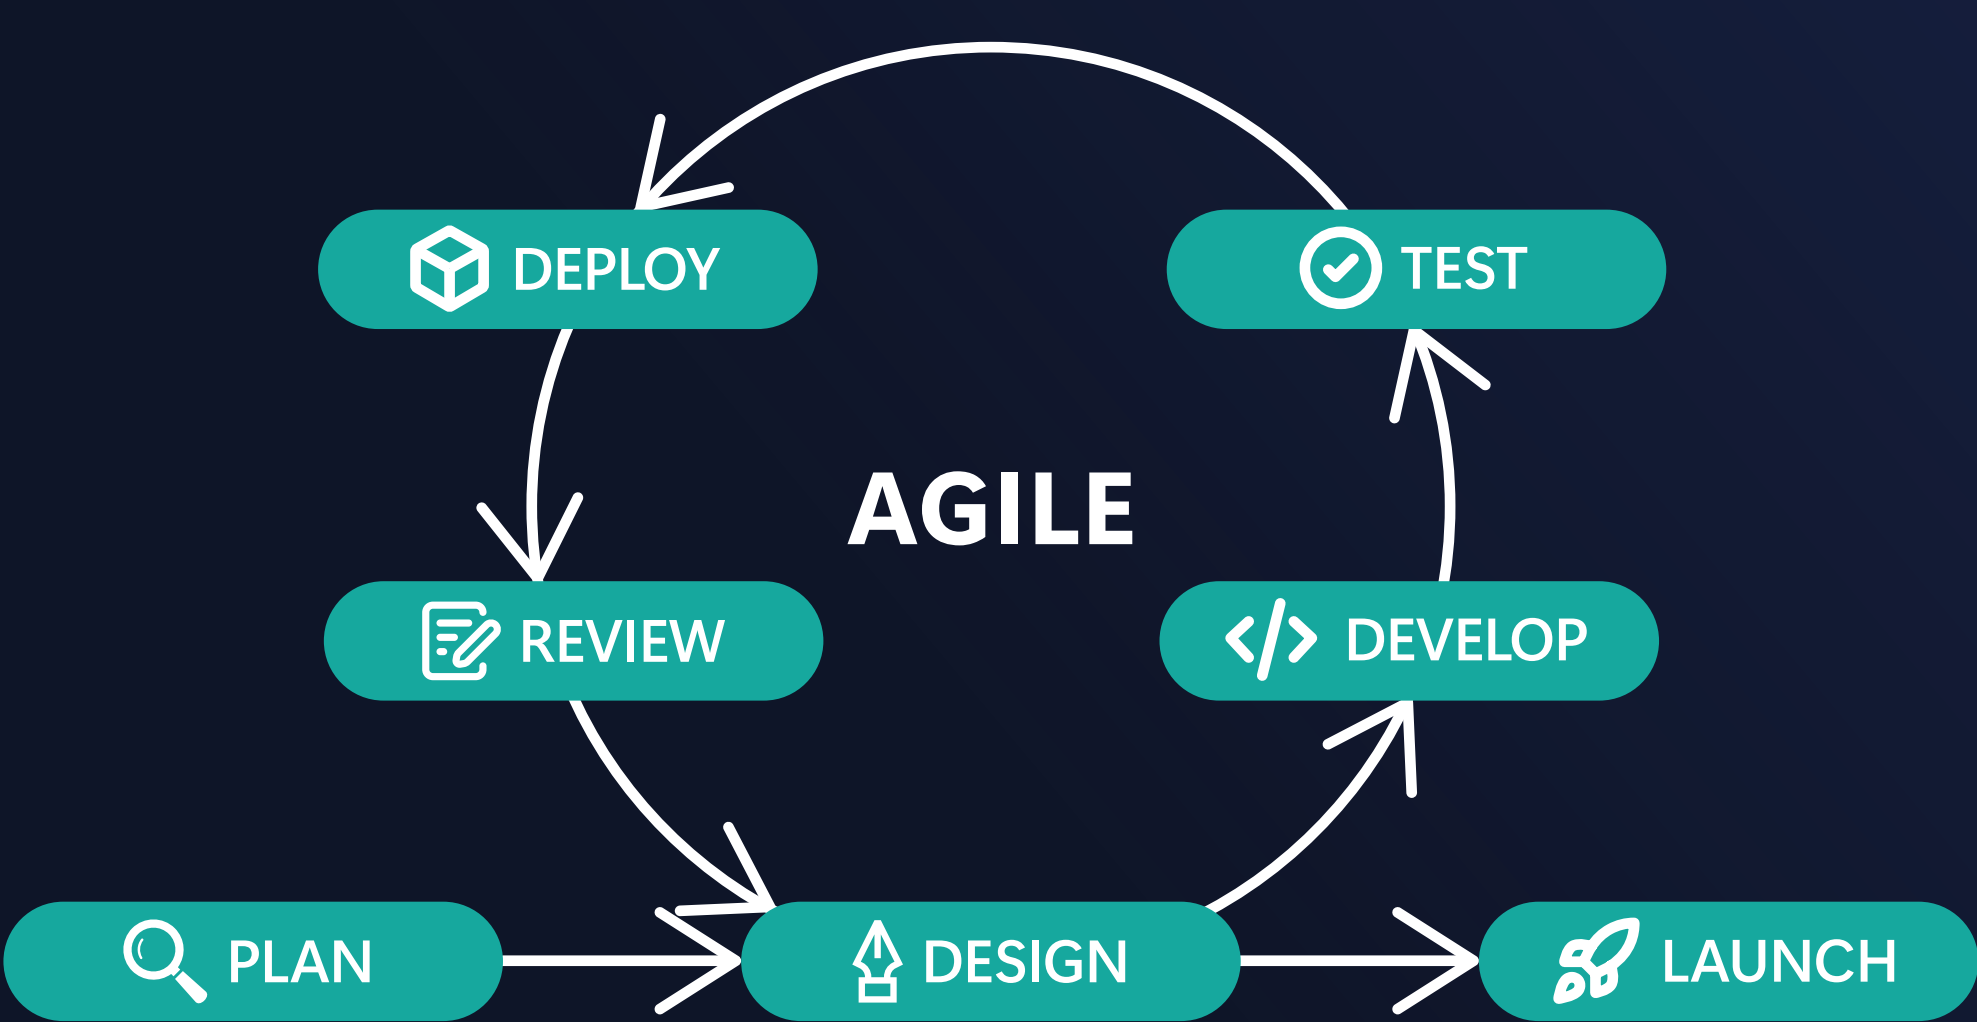 DEPLOY
TEST
AGILE
REVIEW
DEVELOP
PLAN
DESIGN
LAUNCH